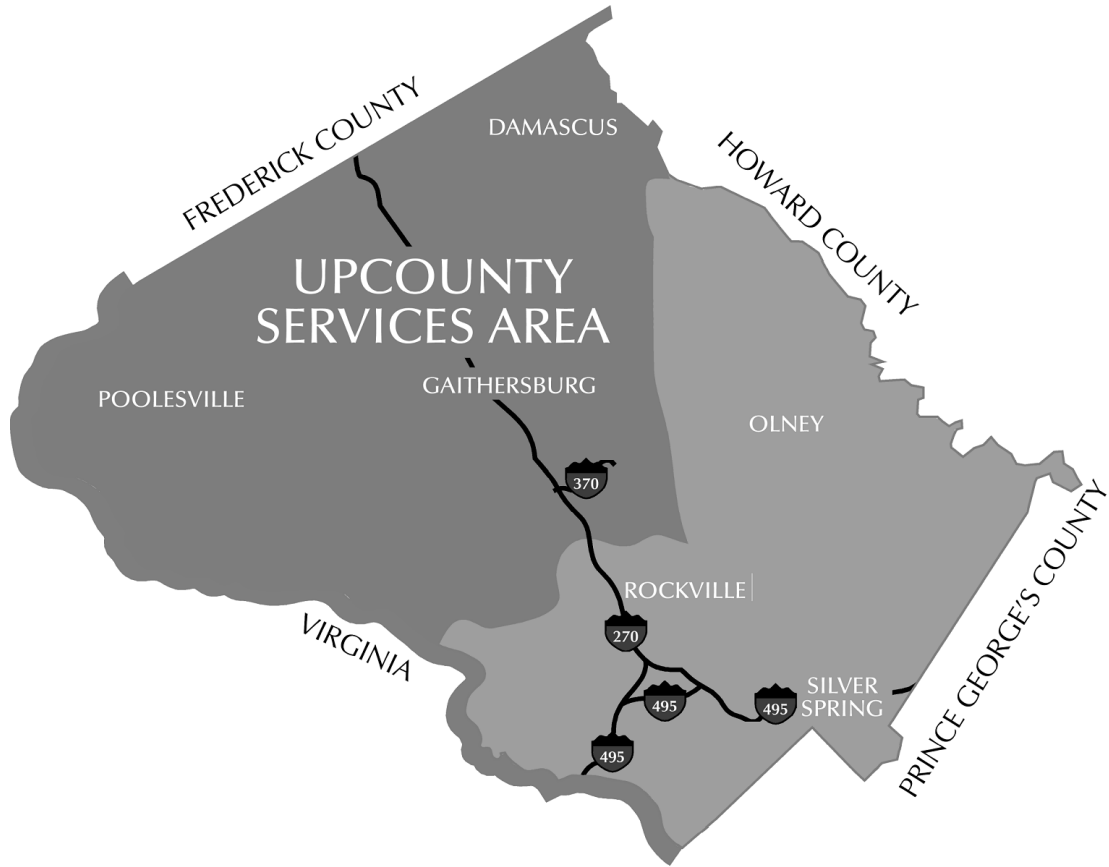 FREDERICK COUNTY
DAMASCUS
HOWARD COUNTY
UPCOUNTY
SERVICES AREA
GAITHERSBURG
POOLESVILLE
OLNEY
370
ROCKVILLE
270
VIRGINIA
495
495
SILVER
SPRING
495
PRINCE GEORGE'S COUNTY